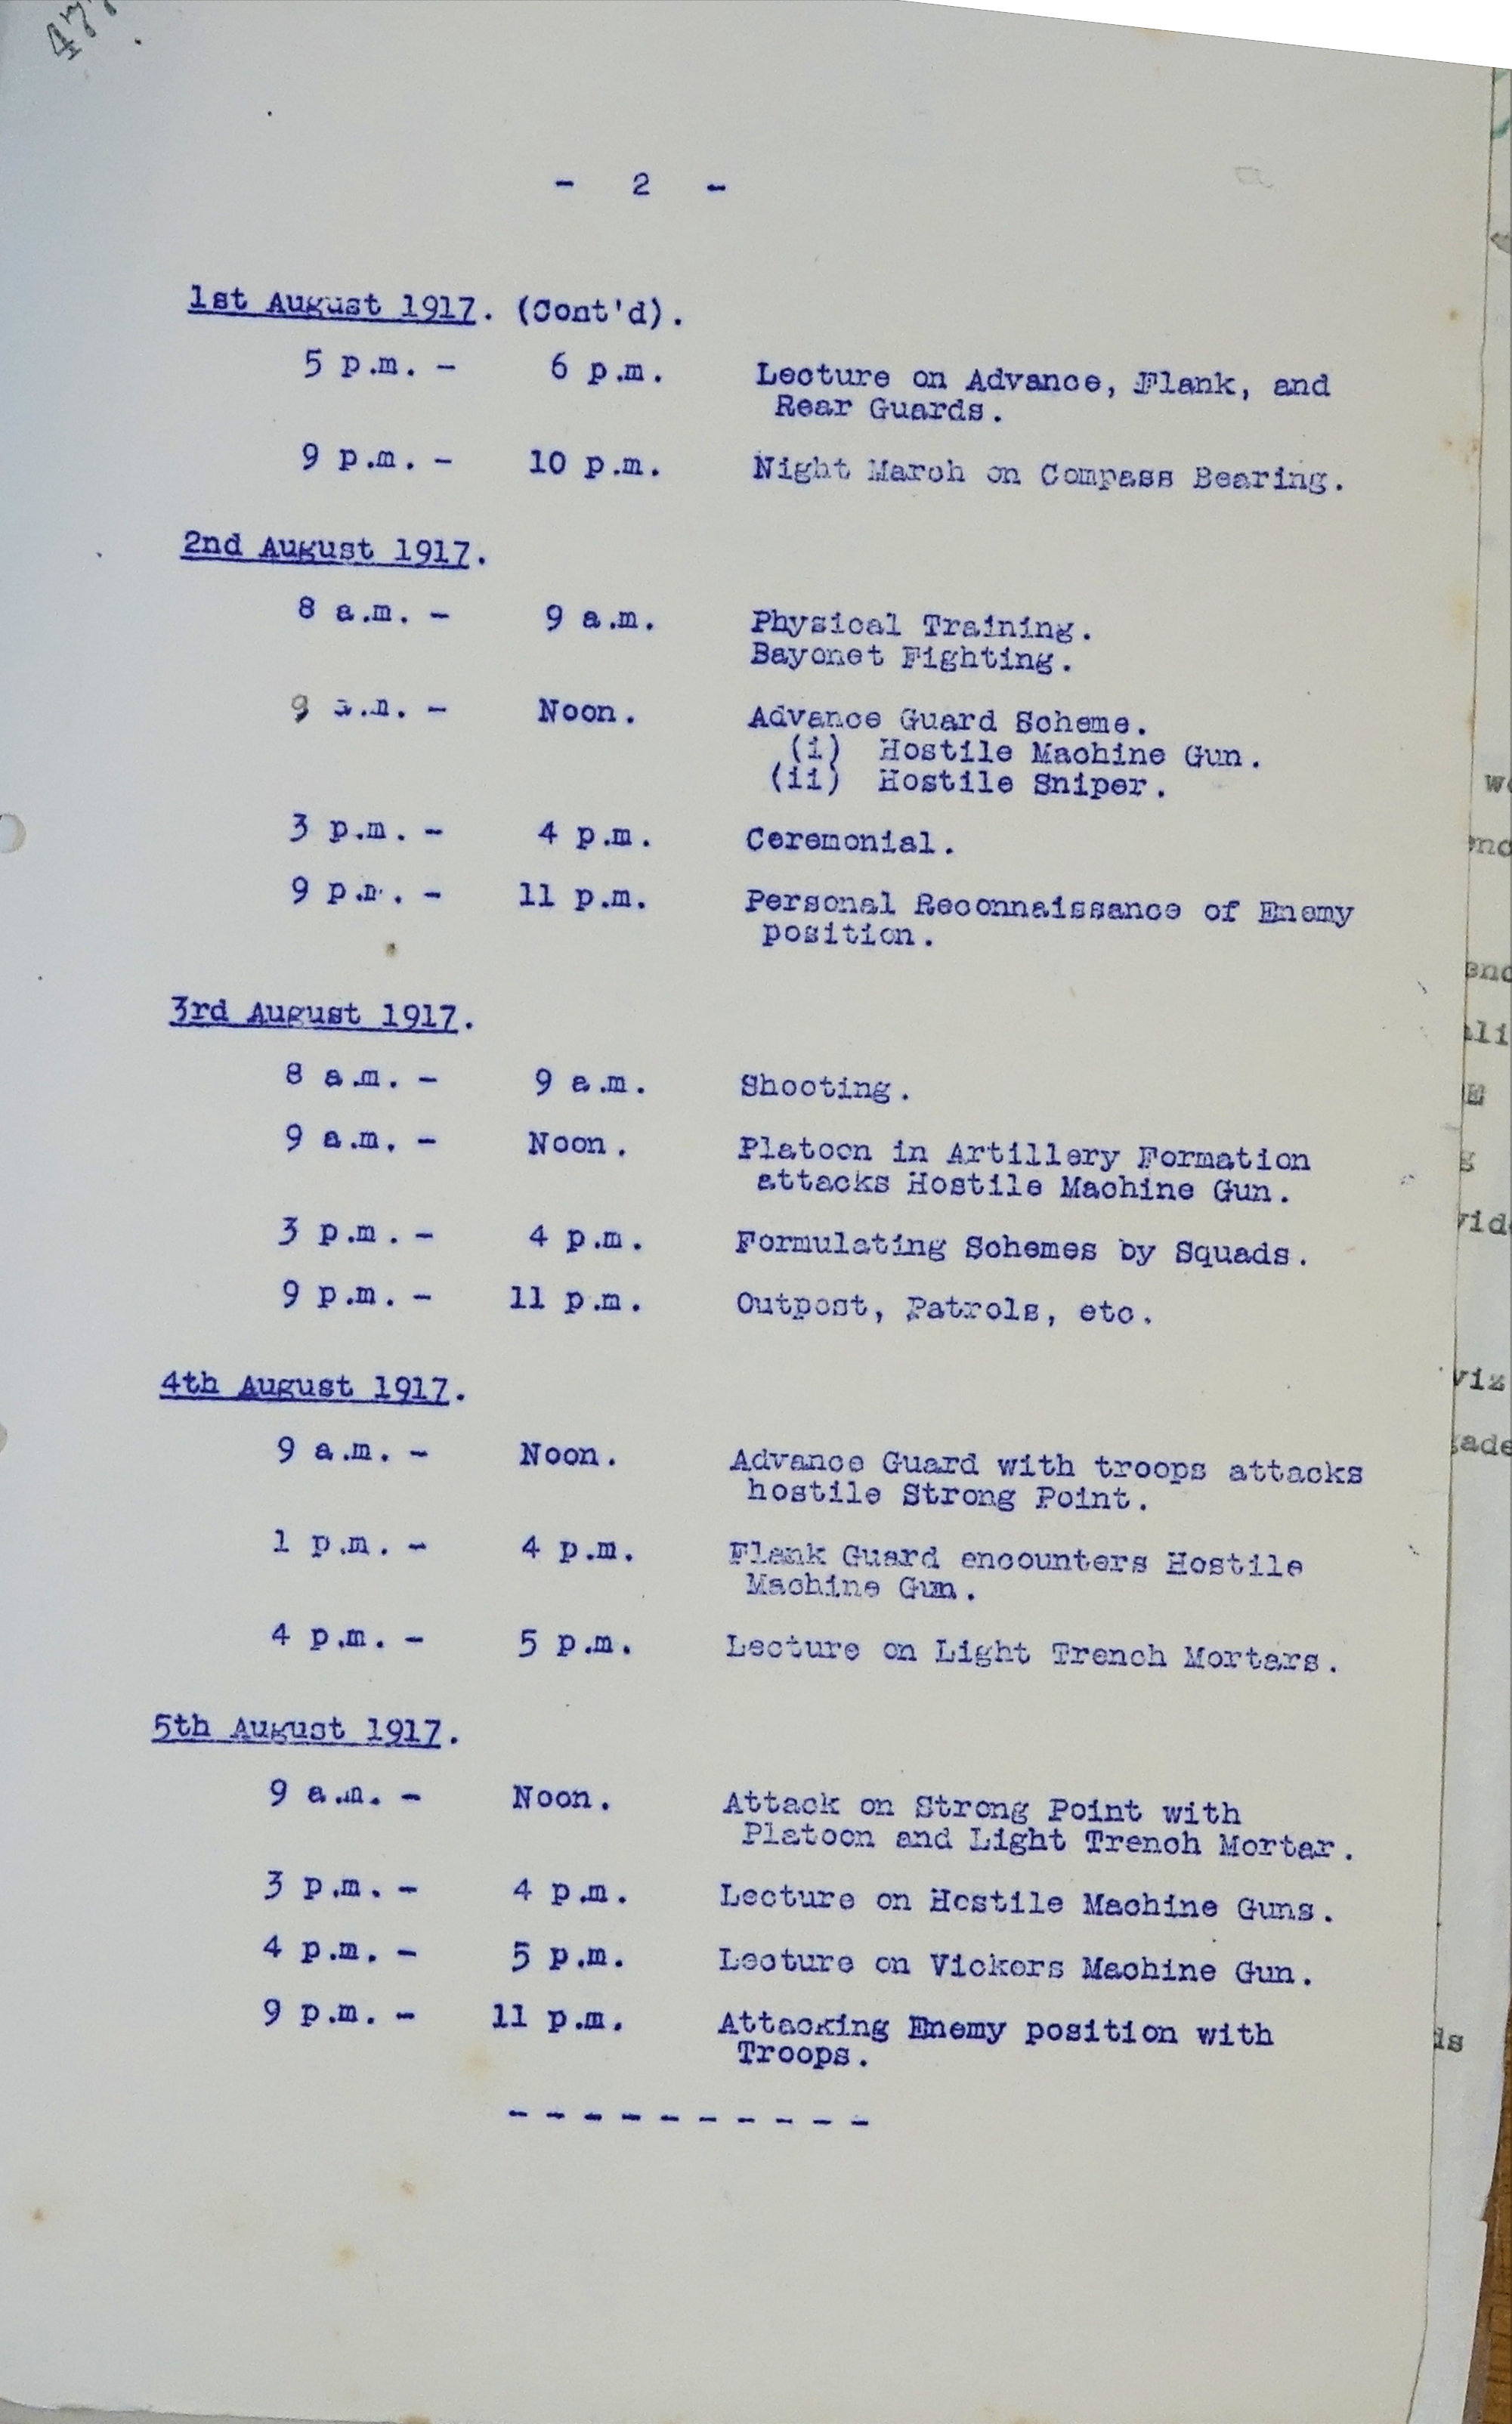 - 2 -
1st August 1917. (Cont'd).
5 p.m. - 6 p.m. Lecture on Advance, Flank, and
Rear Guards.
9 p.m. - 10 p.m. Night March on Compass Bearing.
2nd August 1917.
8 a.m. - 9 a.m. Physical Training.
Bayonet Fighting.
9 a.m. - Noon. Advance Guard Scheme.
(i) Hostile Machine Gun.
(ii) Hostile Sniper.
3 p.m. - 4 p.m. Ceremonial.
9 p.m. - 11 p.m. Personal Reconnaissance of Enemy
position.
3rd August 1917.
8 a.m. - 9 a.m. Shooting.
9 a.m. - Noon. Platoon in Artillery Formation
attacks Hostile Machine Gun.
3 p.m. - 4 p.m. Formulating Schemes by Squads.
9 p.m. - 11 p.m. Outpost, Patrols, etc.
4th August 1917.
9 a.m. - Noon. Advance Guard with troops attacks
hostile Strong Point.
1 p.m. - 4 p.m. Flank Guard encounters Hostile
Machine Gun.
4 p.m. - 5 p.m. Lecture on Light Trench Mortars.
5th August 1917.
9 a.m. - Noon. Attack on Strong Point with
Platoon and Light Trench Mortar.
3 p.m. - 4 p.m. Lecture on Hostile Machine Guns.
4 p.m. - 5 p.m. Lecture on Vickers Machine Gun.
9 p.m. - 11 p.m. Attacking Enemy position with
Troops.
- - - - - - - - - -